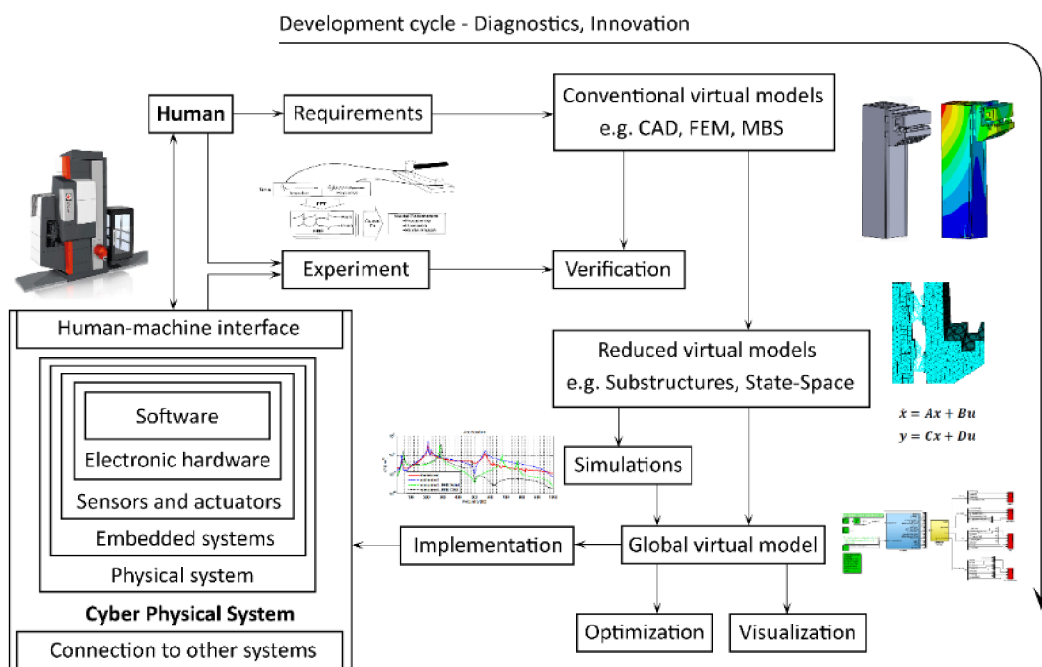 Development cycle - Diagnostics, Innovation
Human
Requirements
Conventional virtual models
e.g. CAD, FEM, MBS
Experiment
Verification
Human-machine interface
Reduced virtual models
e.g. Substructures, State-Space
Software
Electronic hardware
Sensors and actuators
Embedded systems
Physical system
Cyber Physical System
Connection to other systems
ẋ = Ax + Bu
y = Cx + Du
Simulations
Implementation
Global virtual model
Optimization
Visualization